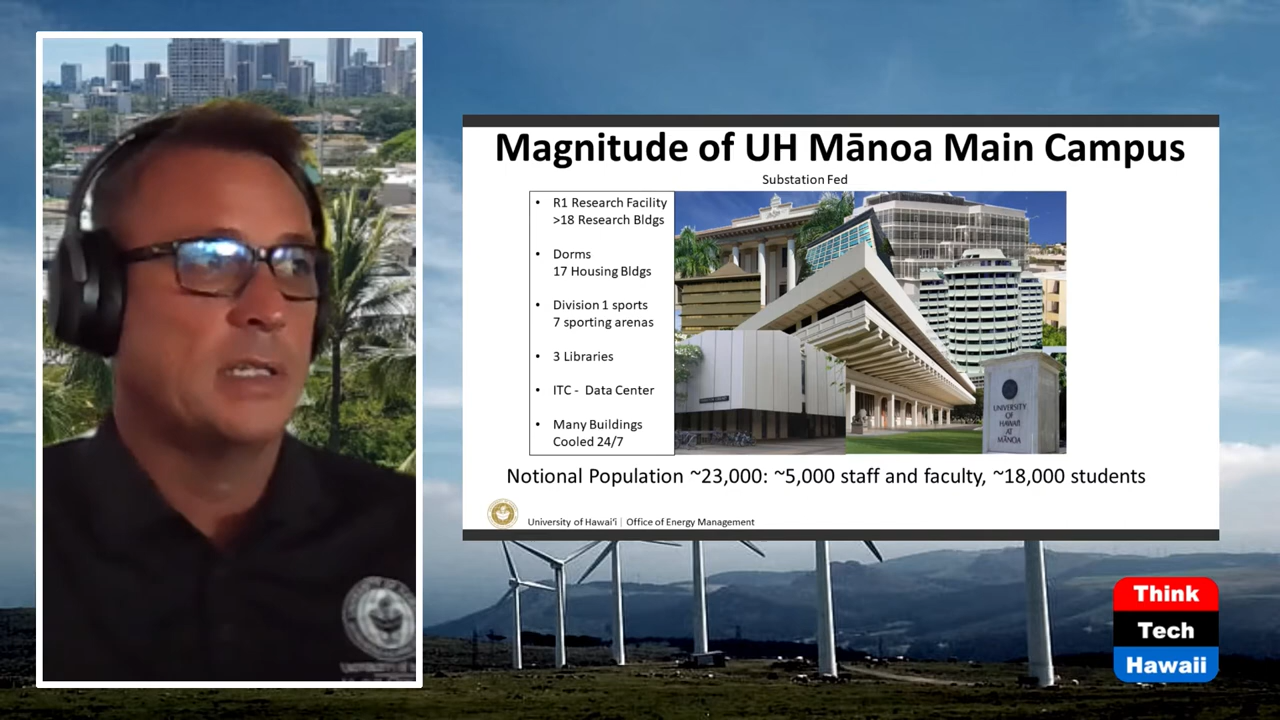 Magnitude of UH Mānoa Main Campus
Substation Fed
• R1 Research Facility
>18 Research Bldgs
• Dorms
17 Housing Bldgs
• Division 1 sports
7 sporting arenas
• 3 Libraries
• ITC - Data Center
• Many Buildings
Cooled 24/7
UNIVERSITY
OF
HAWAI‘I
AT
MĀNOA
Notional Population ~23,000: ~5,000 staff and faculty, ~18,000 students
University of Hawai‘i | Office of Energy Management
Think
Tech
Hawaii